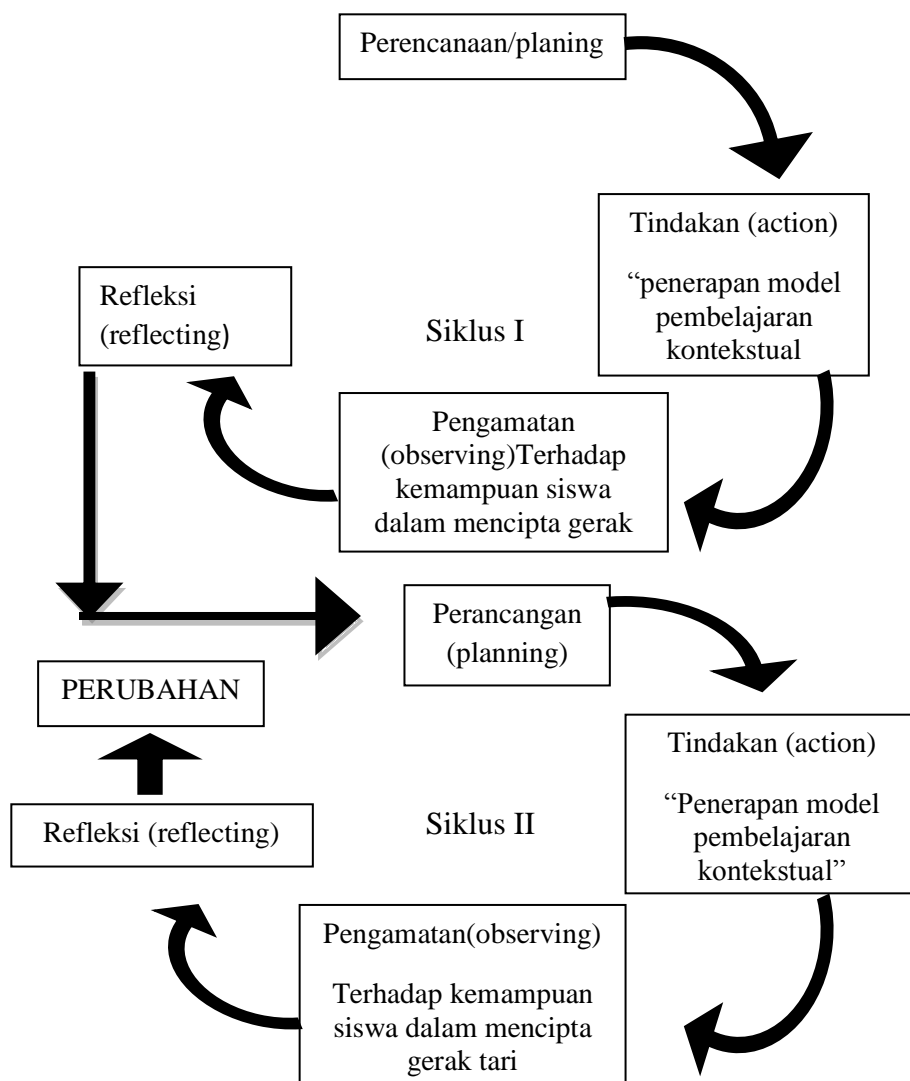 Perencanaan/planing
Tindakan (action)
“penerapan model
pembelajaran
kontekstual
Refleksi
(reflecting)
Siklus I
Pengamatan
(observing)Terhadap
kemampuan siswa
dalam mencipta gerak
Perancangan
(planning)
PERUBAHAN
Tindakan (action)
“Penerapan model
pembelajaran
kontekstual”
Refleksi (reflecting)
Siklus II
Pengamatan(observing)
Terhadap kemampuan
siswa dalam mencipta
gerak tari